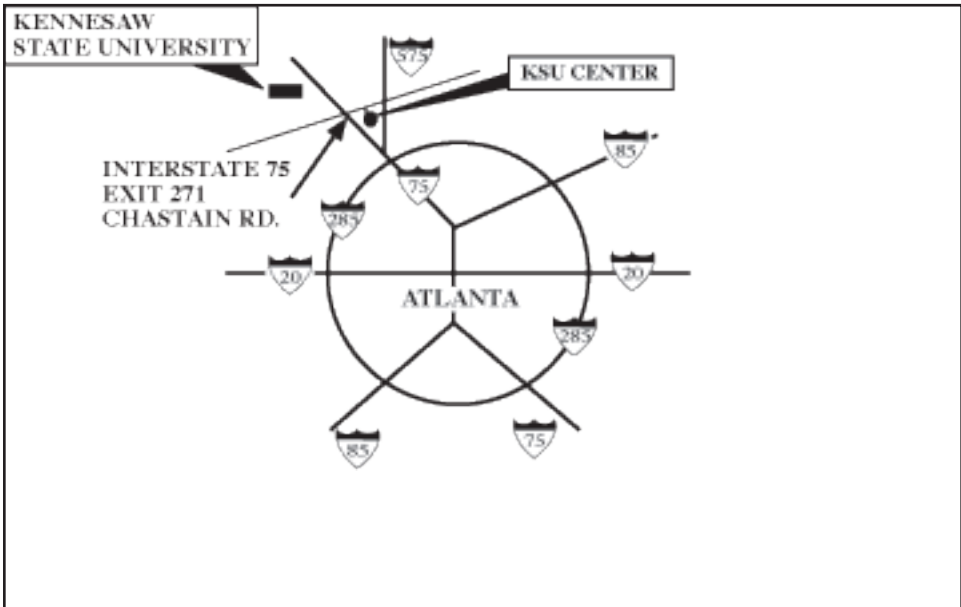 KENNESAW
STATE UNIVERSITY
575
KSU CENTER
85
INTERSTATE 75
EXIT 271
CHASTAIN RD.
75
285
20
20
ATLANTA
285
85
75